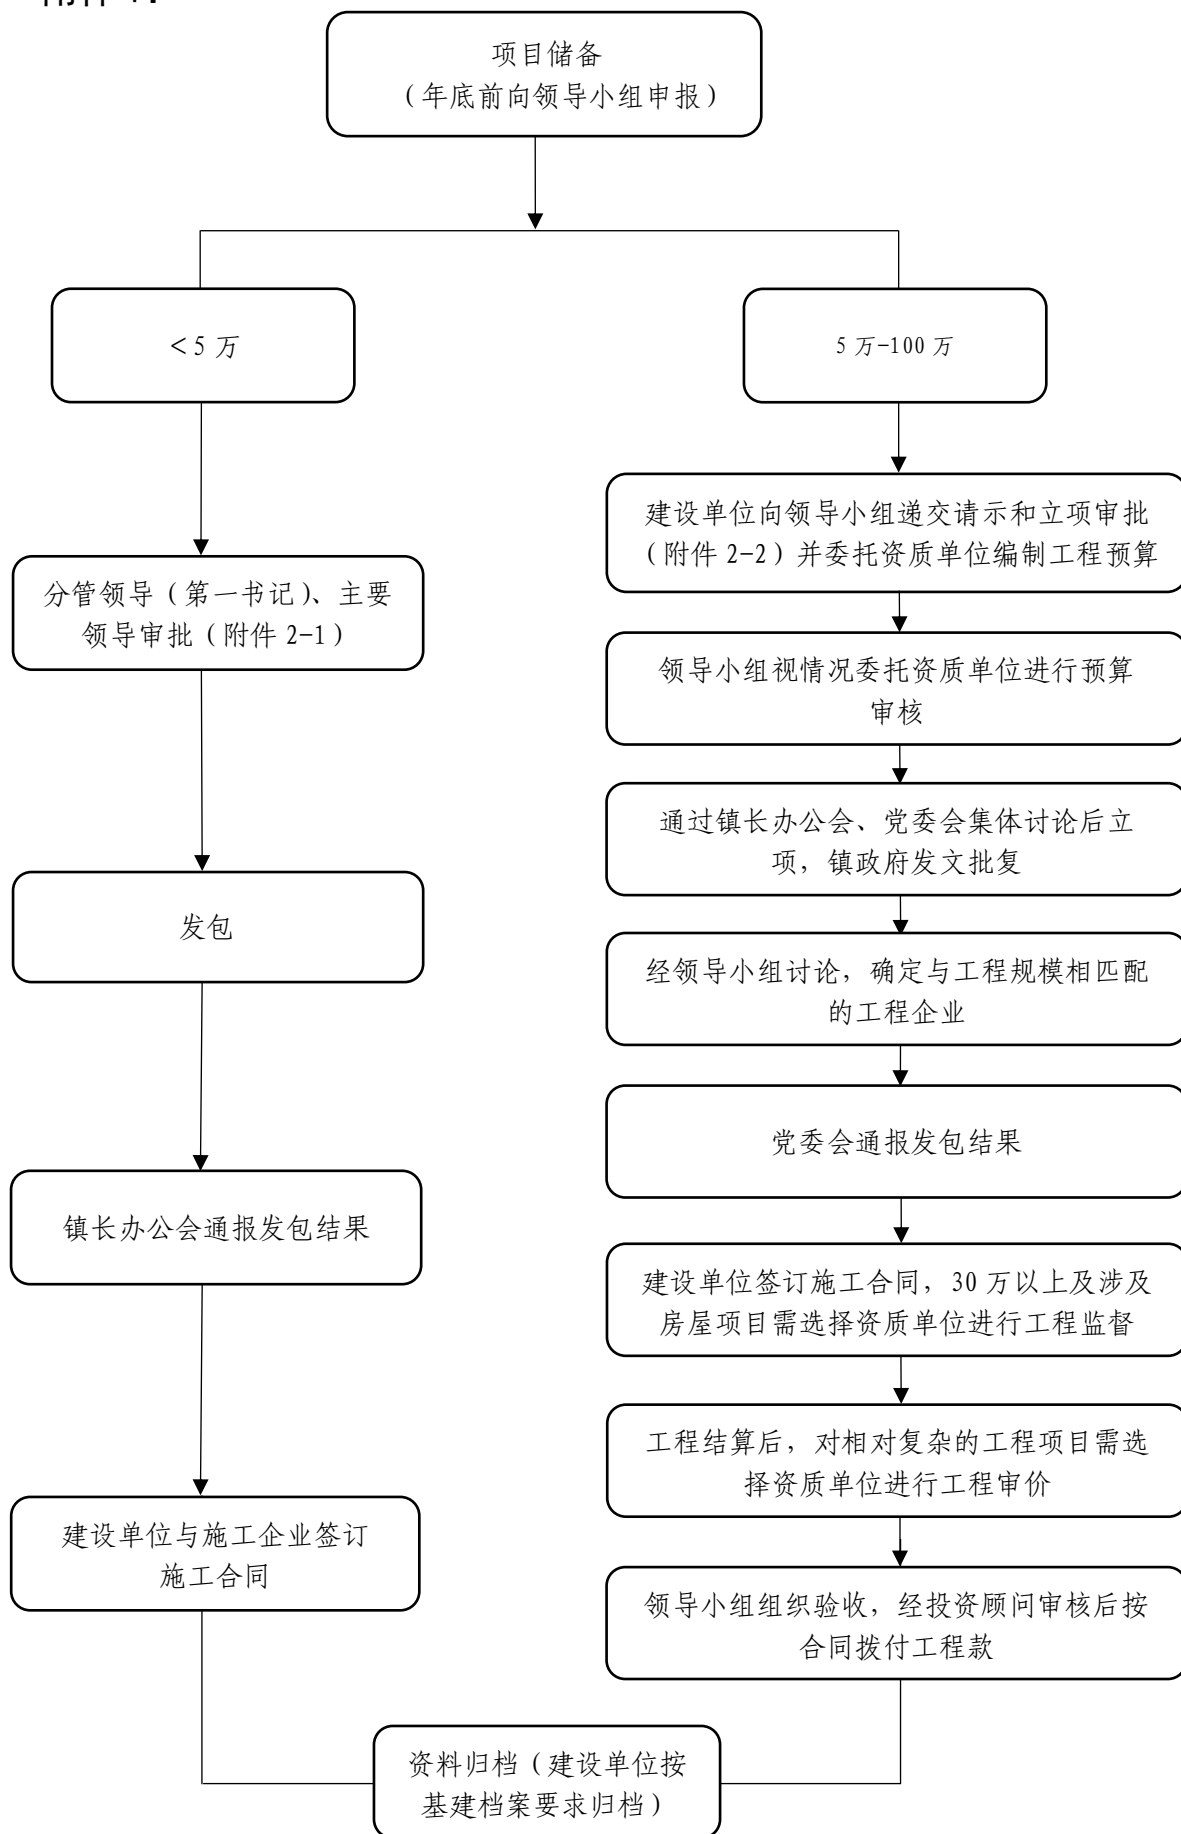 项目储备
（年底前向领导小组申报）
＜5 万
5 万-100 万
分管领导（第一书记）、主要
领导审批（附件 2-1）
发包
镇长办公会通报发包结果
建设单位与施工企业签订
施工合同
建设单位向领导小组递交请示和立项审批
（附件 2-2）并委托资质单位编制工程预算
领导小组视情况委托资质单位进行预算
审核
通过镇长办公会、党委会集体讨论后立
项，镇政府发文批复
经领导小组讨论，确定与工程规模相匹配
的工程企业
党委会通报发包结果
建设单位签订施工合同，30 万以上及涉及
房屋项目需选择资质单位进行工程监督
工程结算后，对相对复杂的工程项目需选
择资质单位进行工程审价
领导小组组织验收，经投资顾问审核后按
合同拨付工程款
资料归档（建设单位按
基建档案要求归档）